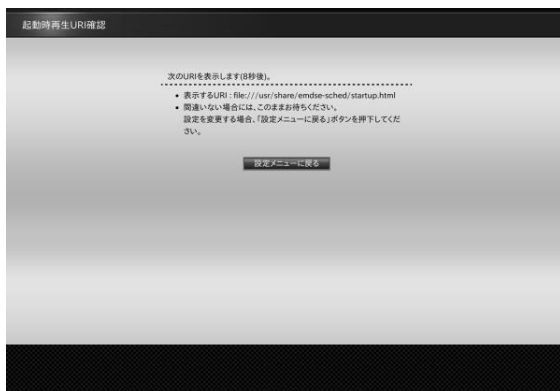 起動時再生URI確認
次のURIを表示します(8秒後)。
• 表示するURI : file:///usr/share/emdse-sched/startup.html
• 間違いない場合には、このままお待ちください。
設定を変更する場合、「設定メニューに戻る」ボタンを押下してくだ
さい。
設定メニューに戻る